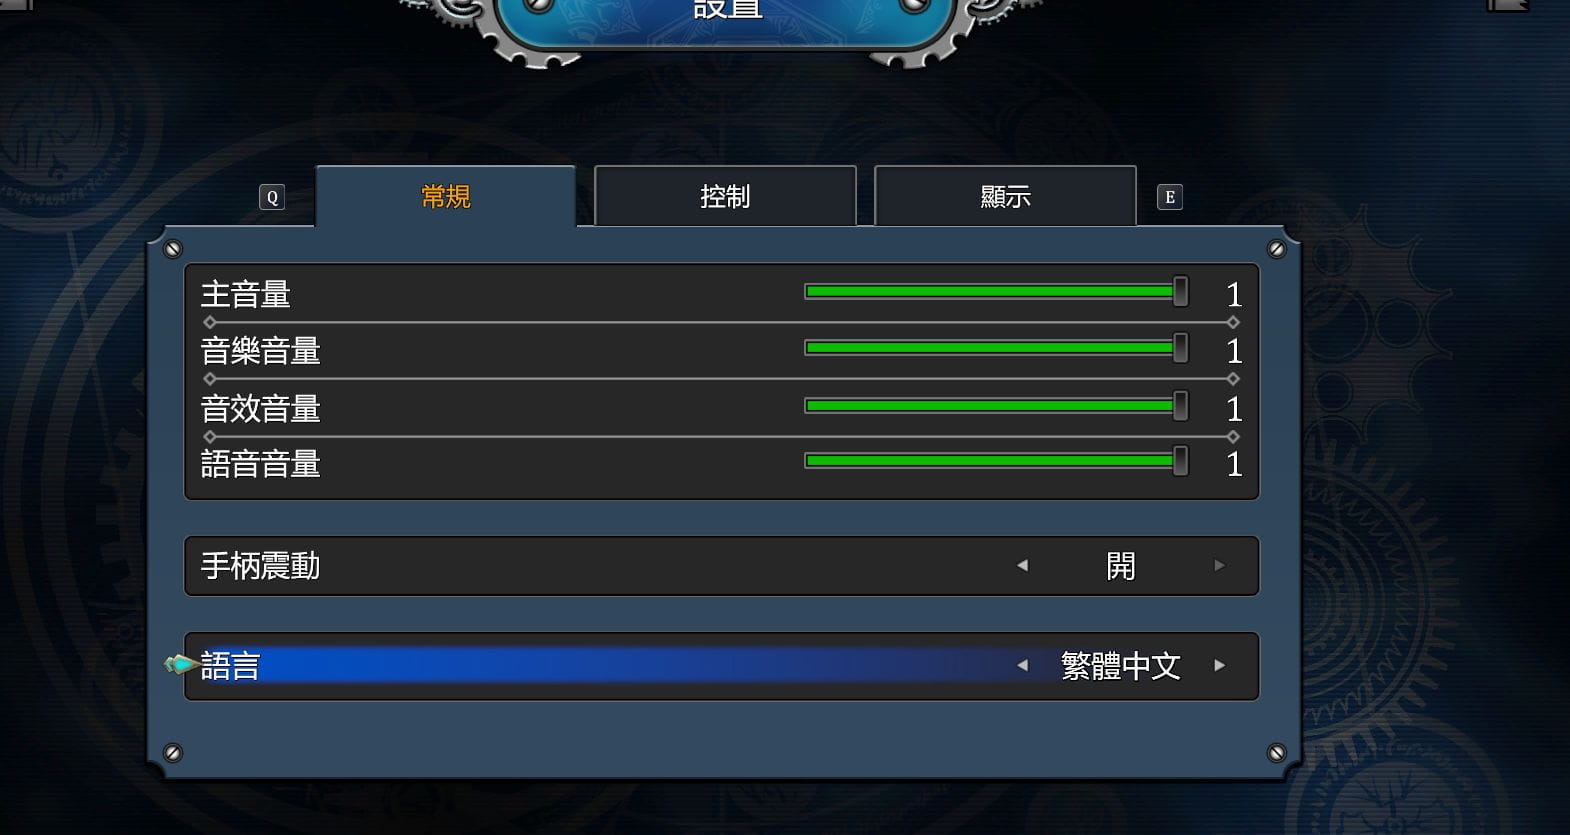 設置
Q 常規 控制 顯示 E
主音量 1
音樂音量 1
音效音量 1
語音音量 1
手柄震動 開
語言 繁體中文